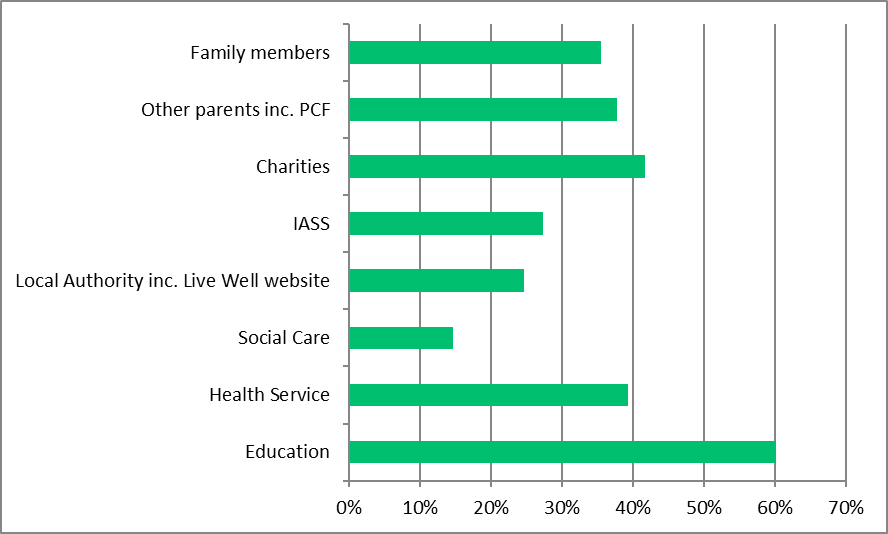 Family members
Other parents inc. PCF
Charities
IASS
Local Authority inc. Live Well website
Social Care
Health Service
Education
0% 10% 20% 30% 40% 50% 60% 70%